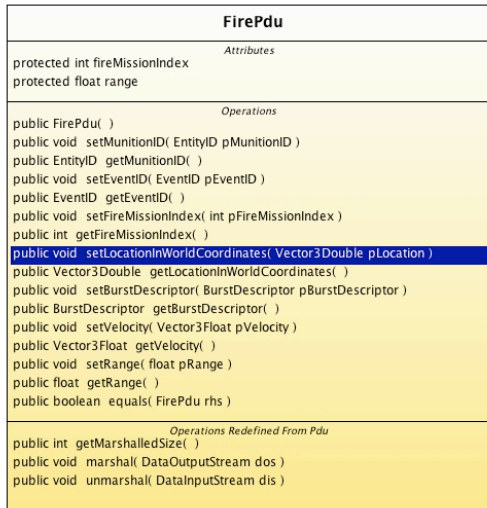 FirePdu
Attributes
protected int fireMissionIndex
protected float range
Operations
public FirePdu( )
public void setMunitionID( EntityID pMunitionID )
public EntityID getMunitionID( )
public void setEventID( EventID pEventID )
public EventID getEventID( )
public void setFireMissionIndex( int pFireMissionIndex )
public int getFireMissionIndex( )
public void setLocationInWorldCoordinates( Vector3Double pLocation )
public Vector3Double getLocationInWorldCoordinates( )
public void setBurstDescriptor( BurstDescriptor pBurstDescriptor )
public BurstDescriptor getBurstDescriptor( )
public void setVelocity( Vector3Float pVelocity )
public Vector3Float getVelocity( )
public void setRange( float pRange )
public float getRange( )
public boolean equals( FirePdu rhs )
Operations Redefined From Pdu
public int getMarshalledSize( )
public void marshal( DataOutputStream dos )
public void unmarshal( DataInputStream dis )